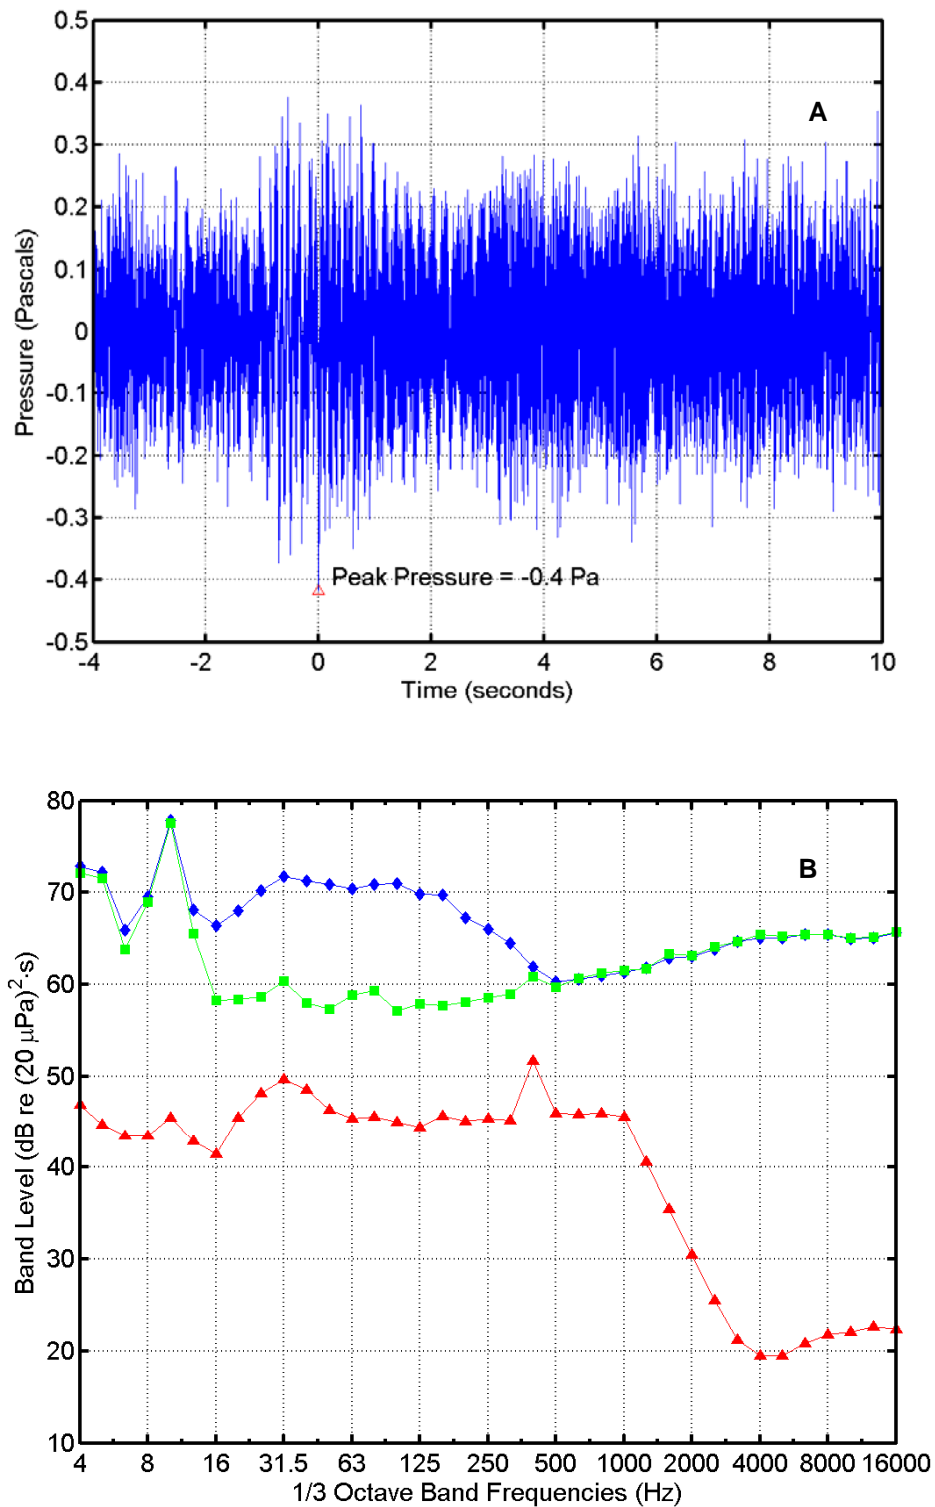 0.5
0.4
A
0.3
0.2
0.1
0
-0.1
-0.2
-0.3
-0.4
-0.5
Pressure (Pascals)
Peak Pressure = -0.4 Pa
-4 -2 0 2 4 6 8 10
Time (seconds)
80
B
70
60
50
40
30
20
10
Band Level (dB re (20 μPa)²·s)
4 8 16 31.5 63 125 250 500 1000 2000 4000 8000 16000
1/3 Octave Band Frequencies (Hz)